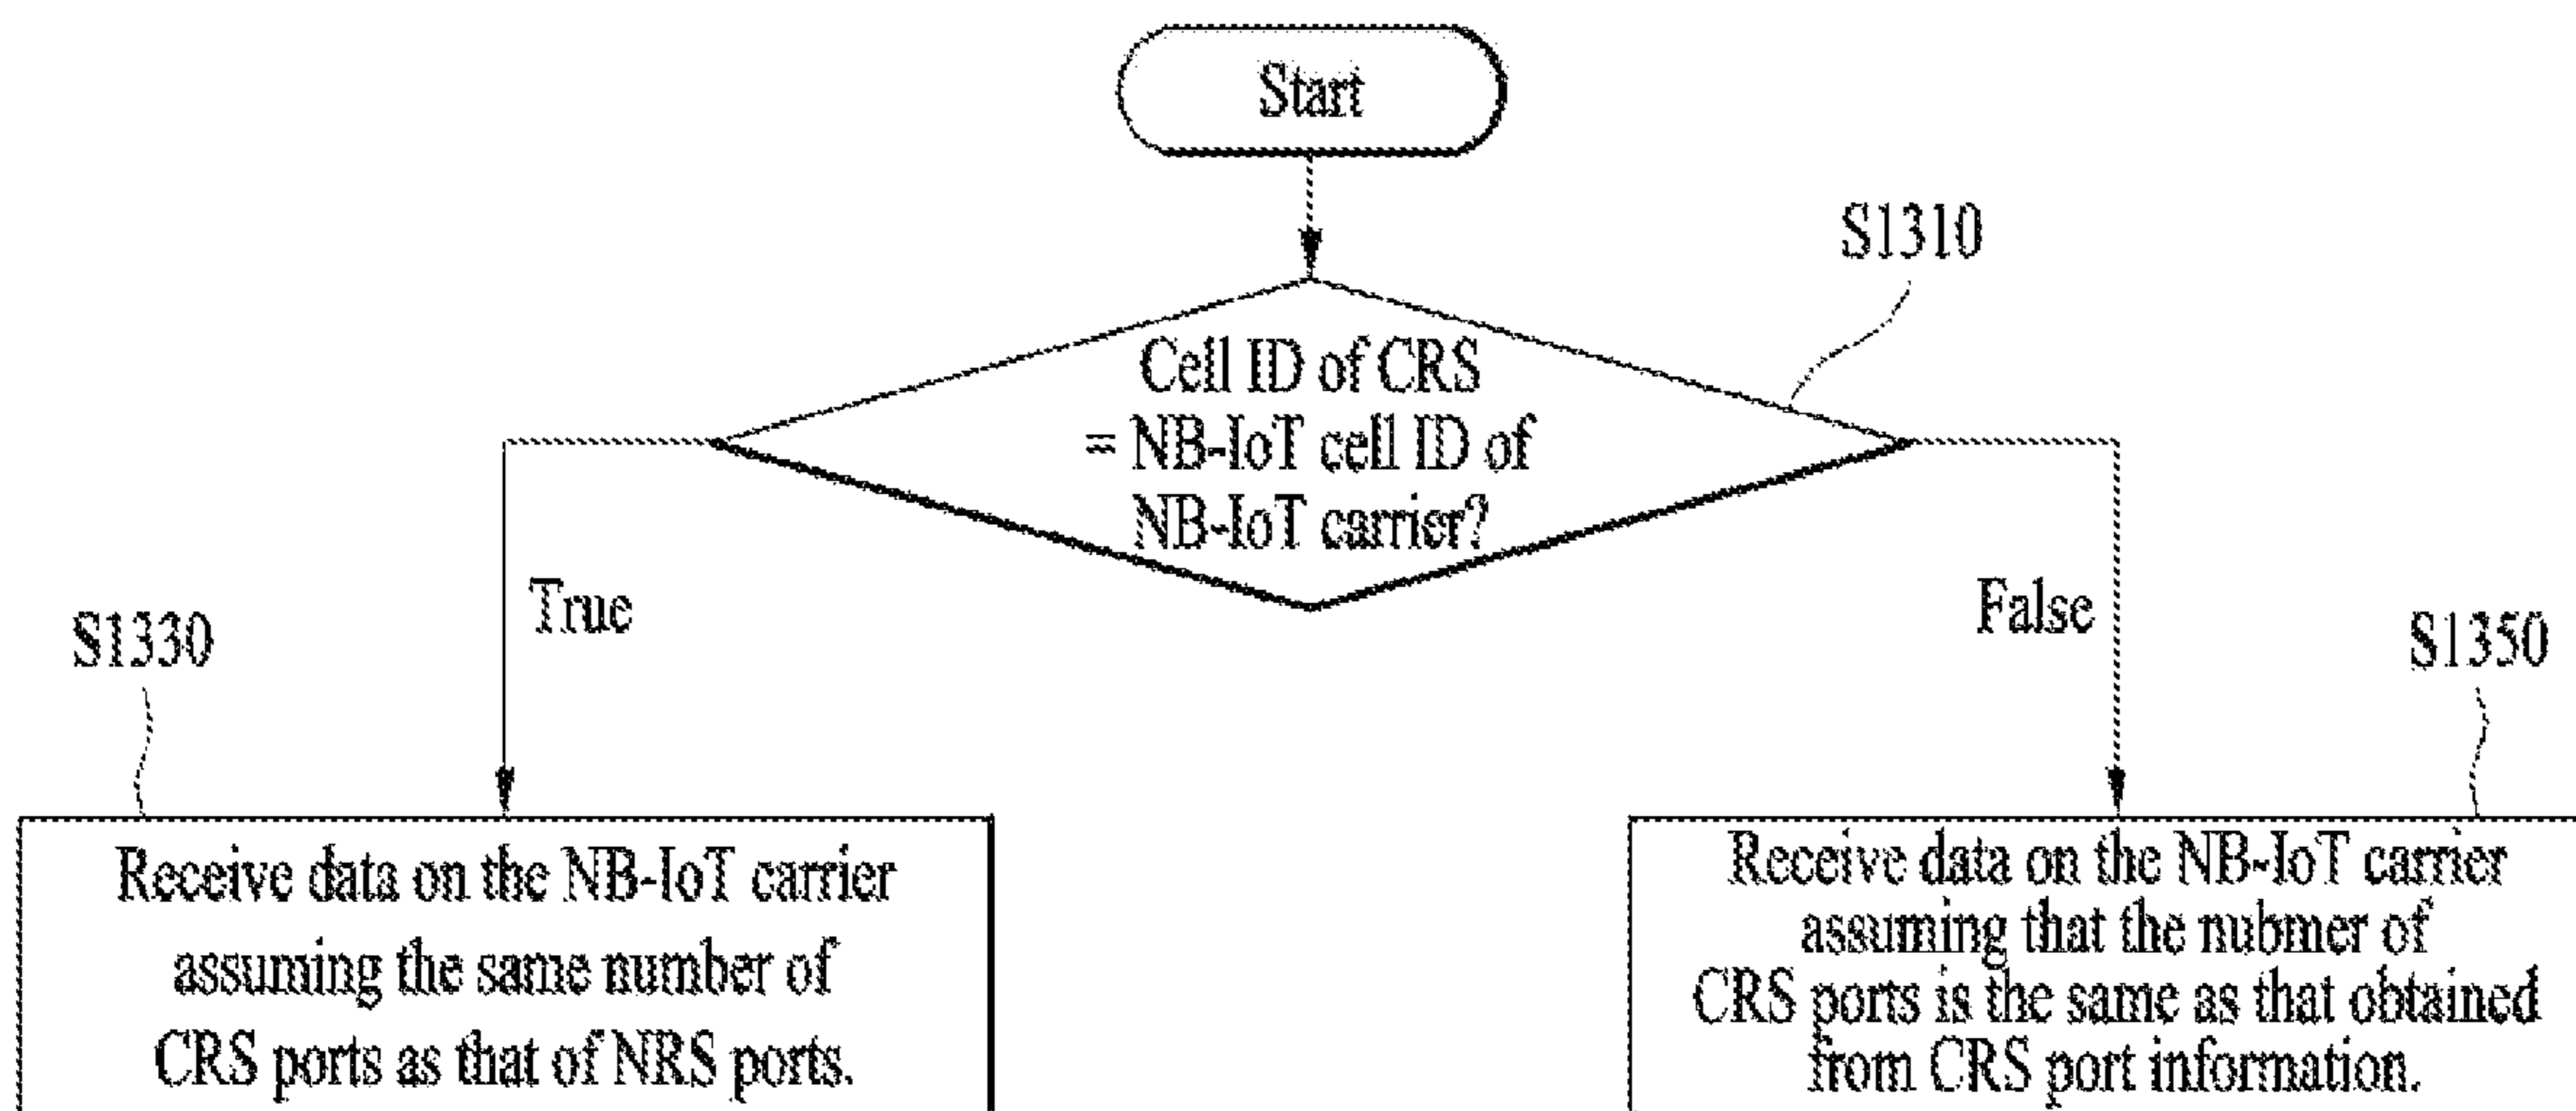 Start
S1310
Cell ID of CRS
= NB-IoT cell ID of
NB-IoT carrier?
True
False
S1330
S1350
Receive data on the NB-IoT carrier
assuming the same number of
CRS ports as that of NRS ports.
Receive data on the NB-IoT carrier
assuming that the nubmer of
CRS ports is the same as that obtained
from CRS port information.